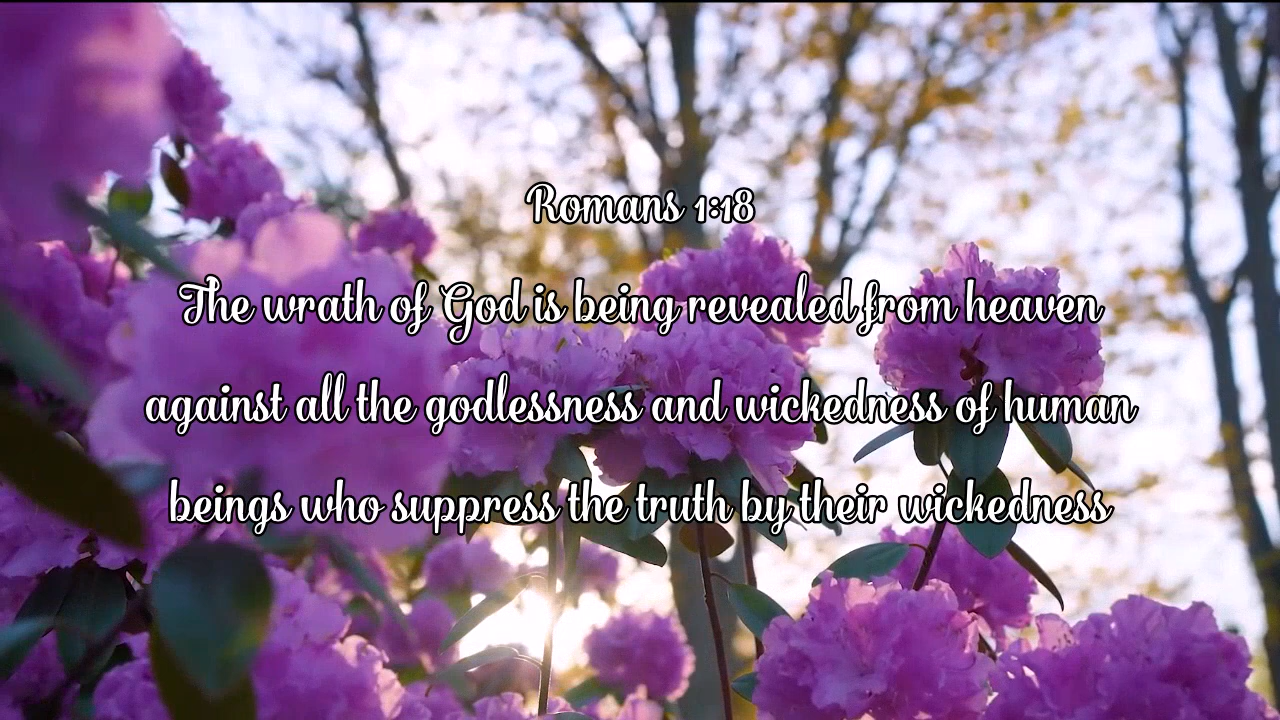 Romans 1:18
The wrath of God is being revealed from heaven
against all the godlessness and wickedness of human
beings who suppress the truth by their wickedness